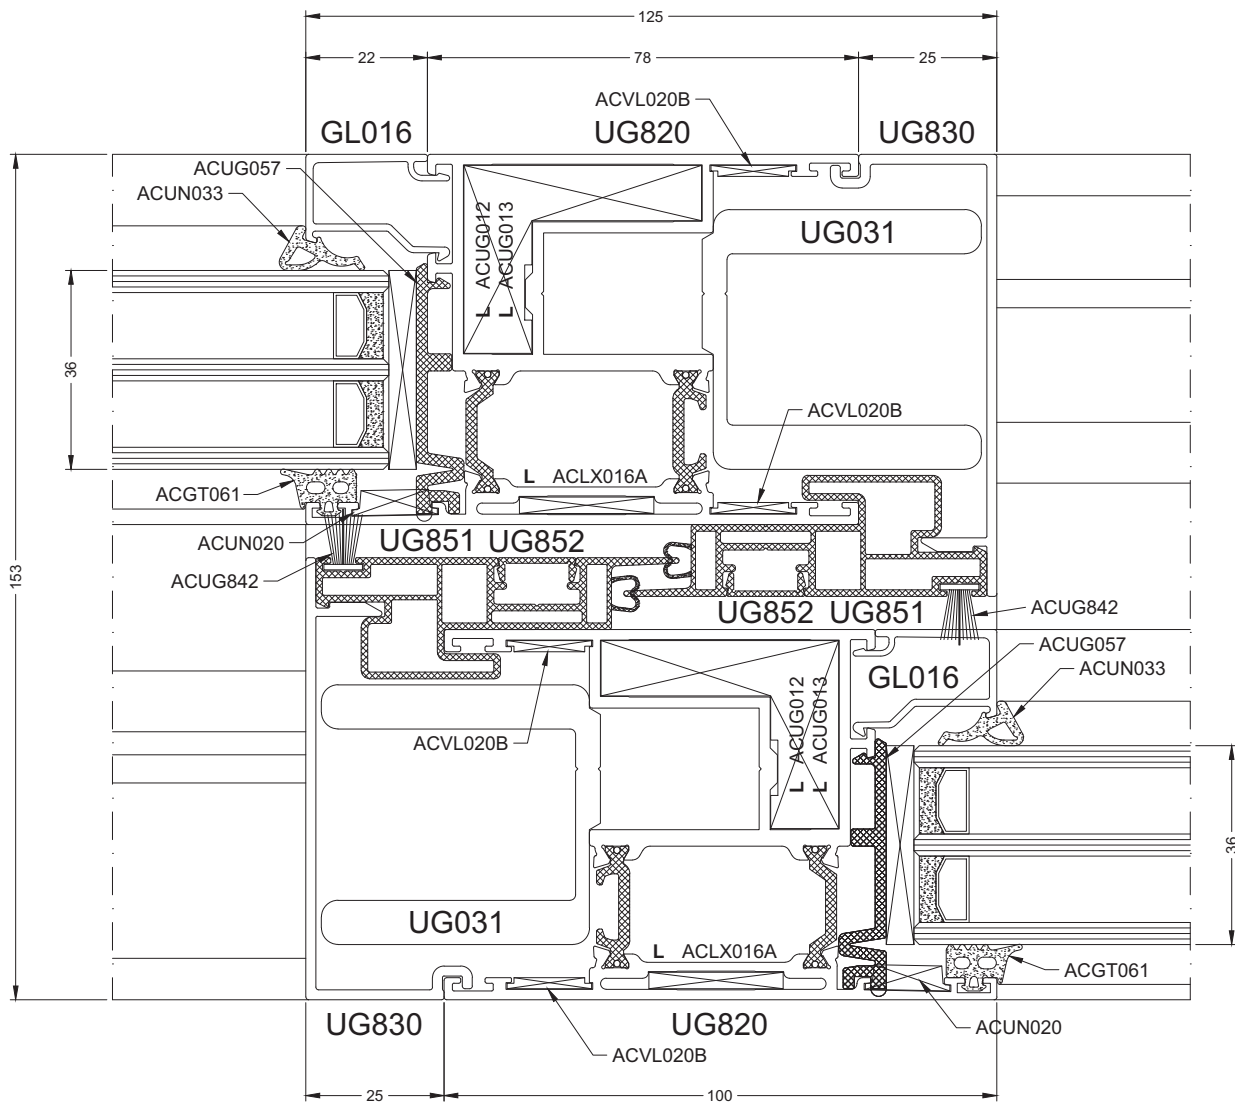 125
22 78 25
ACVL020B
GL016 UG820 UG830
ACUG057
ACUN033
ACUG012
ACUG013
L
L
UG031
36
ACVL020B
L ACLX016A
ACGT061
ACUN020
UG851 UG852
ACUG842
153
UG852 UG851
ACUG842
ACUG057
ACUN033
GL016
ACUG012
ACUG013
L
L
ACVL020B
36
UG031
L ACLX016A
ACGT061
ACUN020
UG830 UG820
ACVL020B
25 100